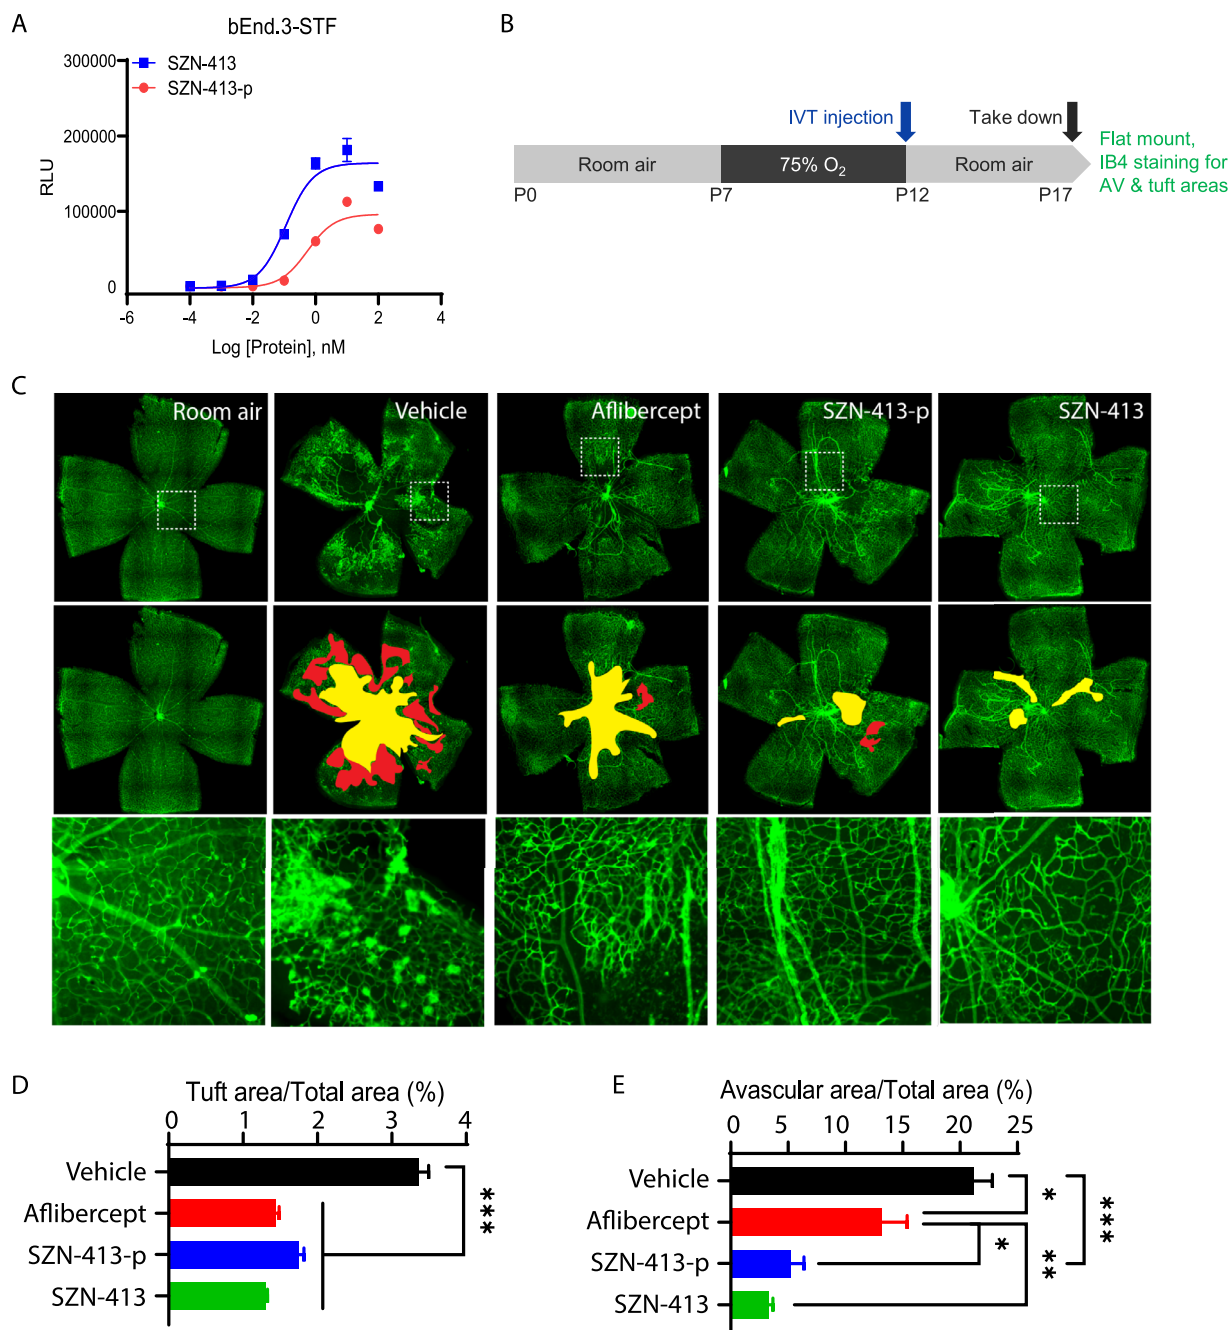 A
bEnd.3-STF
300000
200000
100000
0
RLU
SZN-413
SZN-413-p
-6 -4 -2 0 2 4
Log [Protein], nM
B
IVT injection
Take down
Room air
75% O₂
Room air
P0 P7 P12 P17
Flat mount,
IB4 staining for
AV & tuft areas
C
Room air
Vehicle
Aflibercept
SZN-413-p
SZN-413
D
Tuft area/Total area (%)
0 1 2 3 4
Vehicle
Aflibercept
SZN-413-p
SZN-413
***
E
Avascular area/Total area (%)
0 5 10 15 20 25
Vehicle
Aflibercept
SZN-413-p
SZN-413
*
*
**
***